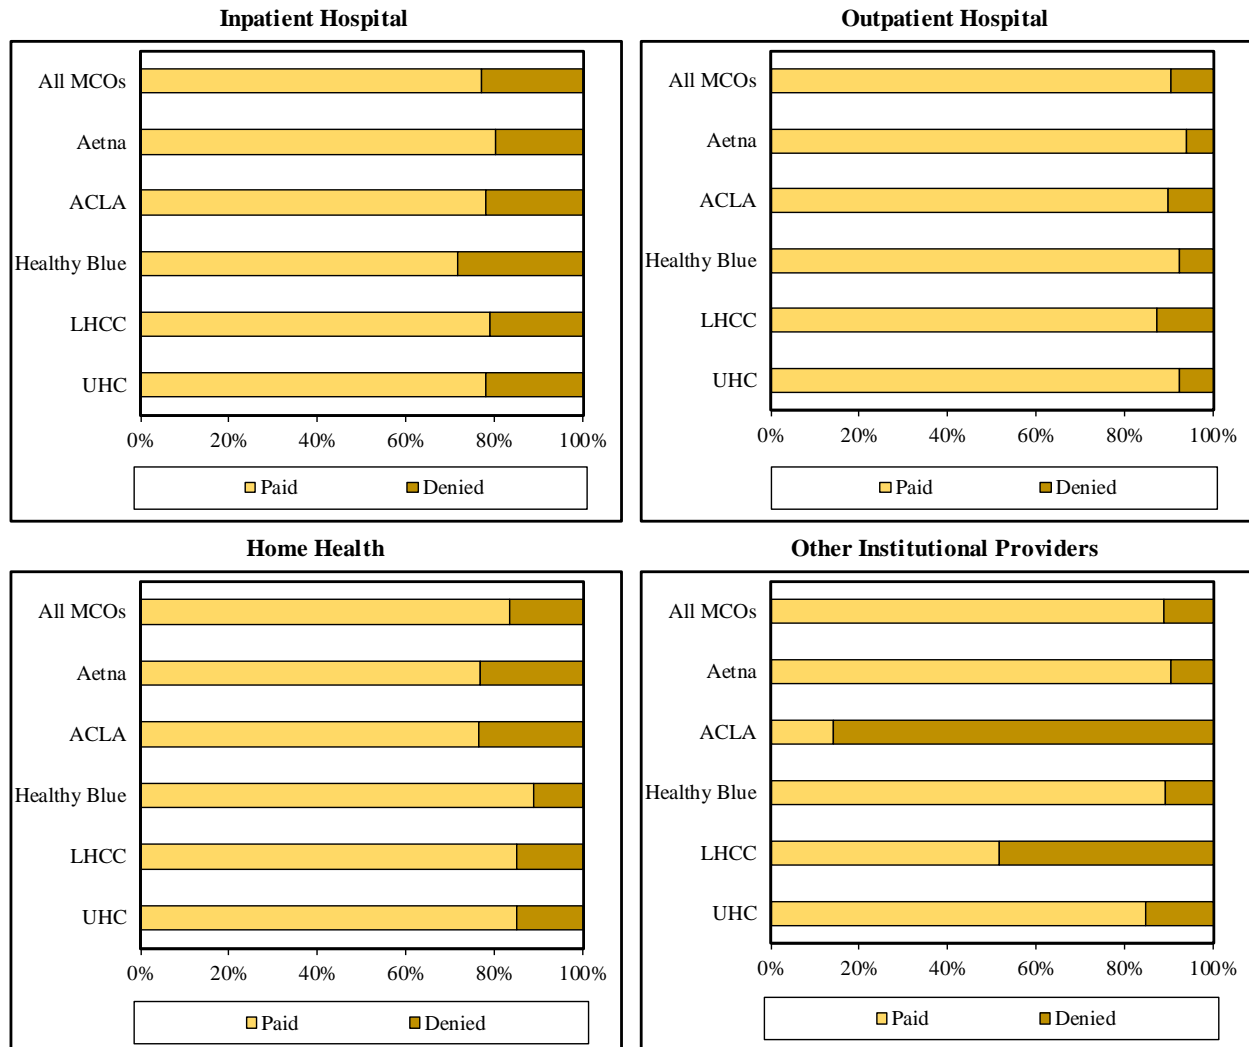 Inpatient Hospital
All MCOs
Aetna
ACLA
Healthy Blue
LHCC
UHC
0% 20% 40% 60% 80% 100%
Paid Denied
Outpatient Hospital
All MCOs
Aetna
ACLA
Healthy Blue
LHCC
UHC
0% 20% 40% 60% 80% 100%
Paid Denied
Home Health
All MCOs
Aetna
ACLA
Healthy Blue
LHCC
UHC
0% 20% 40% 60% 80% 100%
Paid Denied
Other Institutional Providers
All MCOs
Aetna
ACLA
Healthy Blue
LHCC
UHC
0% 20% 40% 60% 80% 100%
Paid Denied